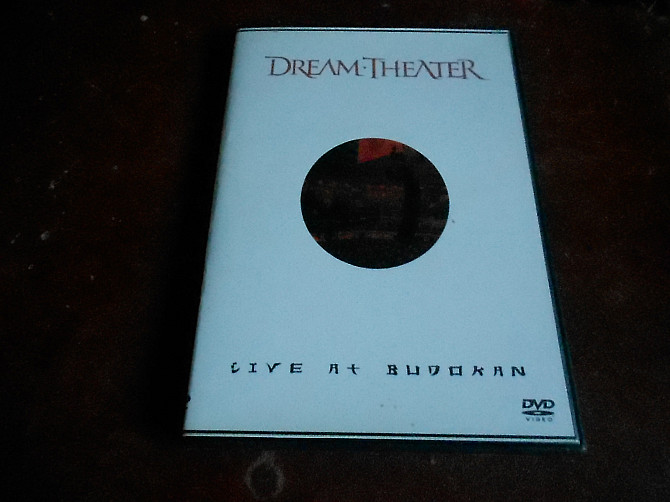 DREAM·THEATER
LIVE AT BUDOKAN
DVD
VIDEO